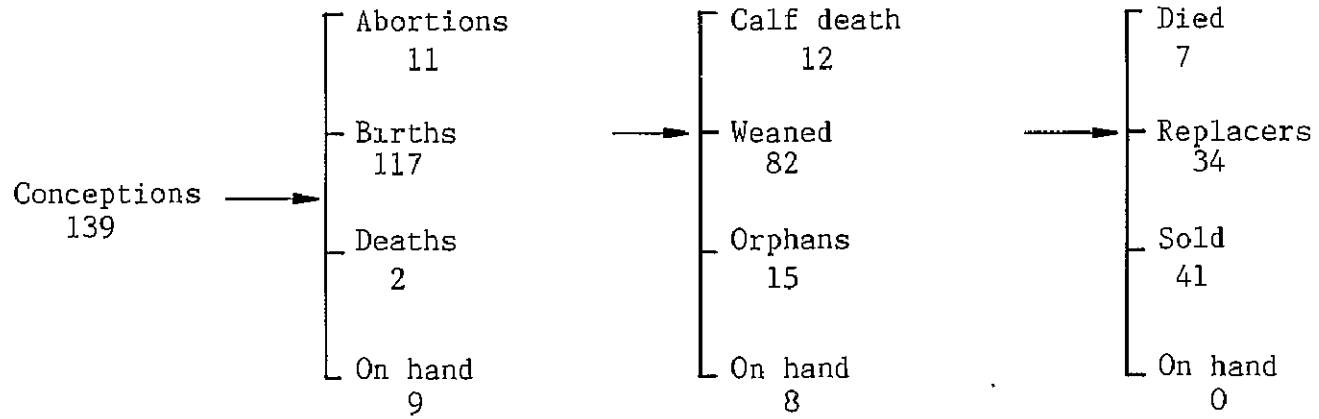 Conceptions
139
Abortions
11
Births
117
Deaths
2
On hand
9
Calf death
12
Weaned
82
Orphans
15
On hand
8
Died
7
Replacers
34
Sold
41
On hand
0